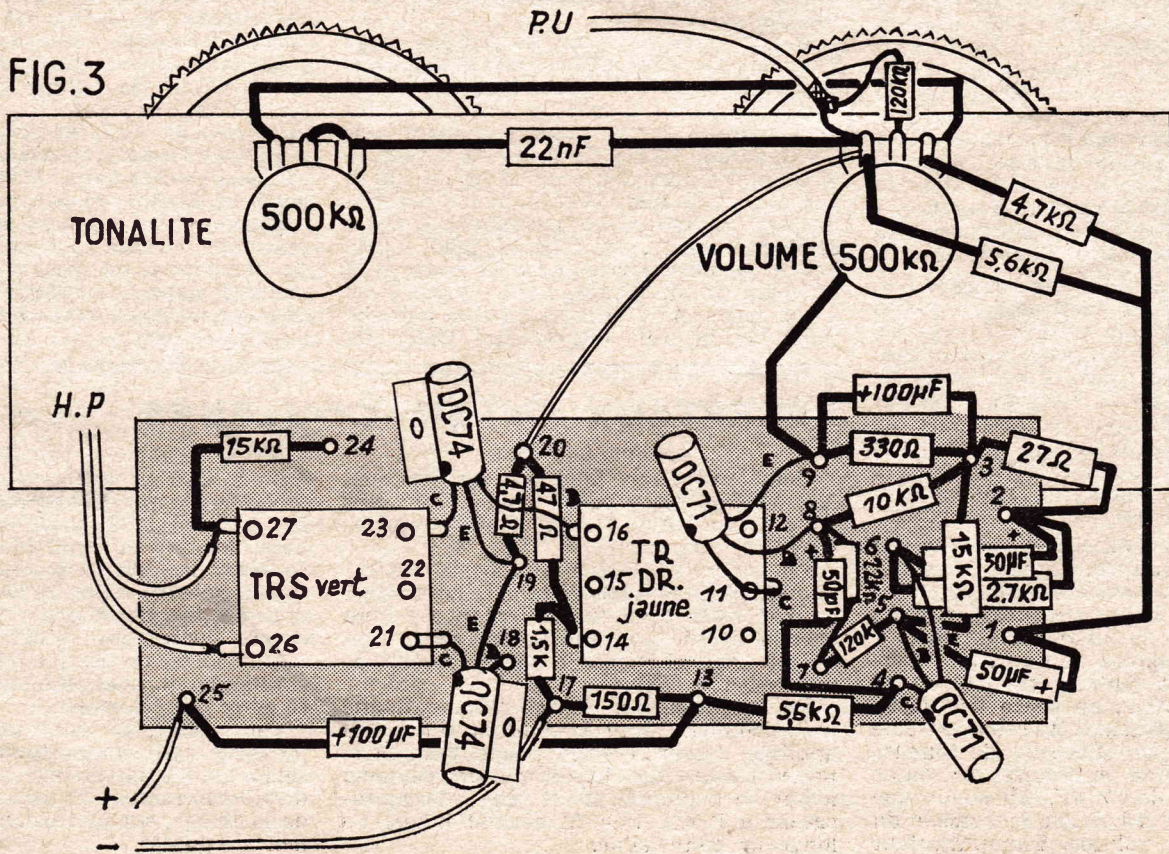 P.U
FIG.3
120KΩ
22nF
TONALITE
500KΩ
VOLUME
500KΩ
4,7KΩ
5,6KΩ
H.P
15KΩ
24
OC74
20
47Ω
+100µF
E
9
330Ω
3
27Ω
OC71
10KΩ
8
2
+
27
23
C
E
16
B
12
TR
DR.
jaune
B
+
50µF
6
15KΩ
50µF
2.7KΩ
TRS vert
22
19
15
11
C
5
26
21
C
E
18
1,5K
14
10
120K
7
B
1
50µF +
25
OC74
17
150Ω
13
5,5KΩ
4
C
OC71
+100µF
+
-